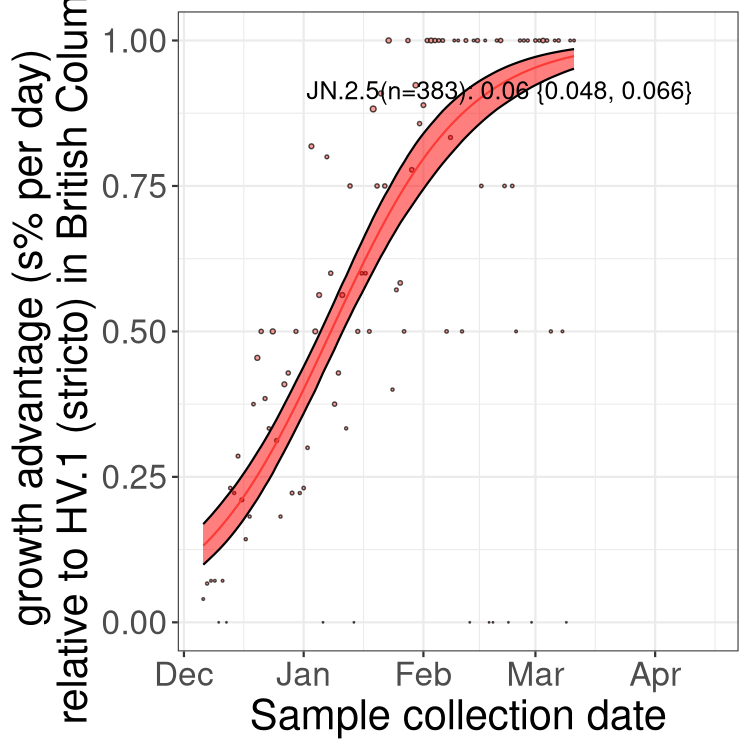 growth advantage (s% per day)
relative to HV.1 (stricto) in British Colum
1.00
0.75
0.50
0.25
0.00
JN.2.5(n=383): 0.06 {0.048, 0.066}
Dec Jan Feb Mar Apr
Sample collection date